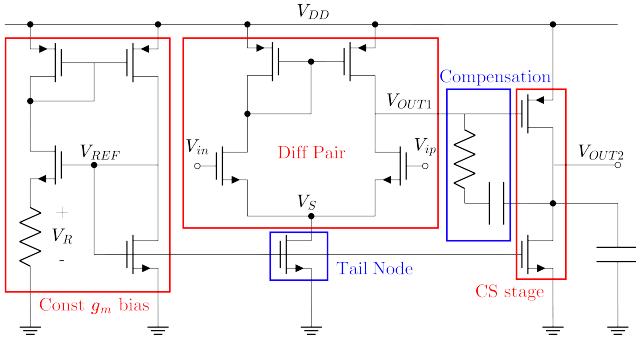 V_DD
Compensation
V_OUT1
V_REF
V_in
Diff Pair
V_ip
V_OUT2
V_S
+
V_R
-
Tail Node
Const g_m bias
CS stage